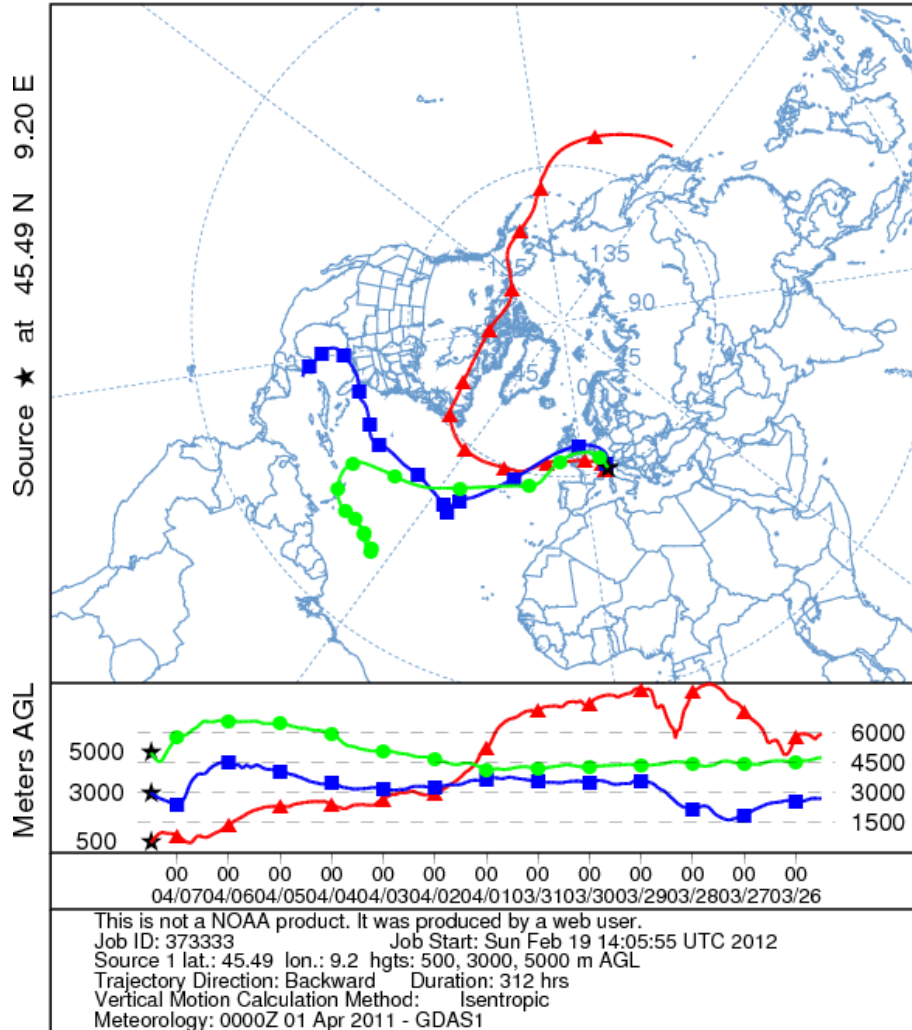 Source ★ at 45.49 N 9.20 E
135
135
90
45
45
0
Meters AGL
5000
3000
500
6000
4500
3000
1500
00 00 00 00 00 00 00 00 00 00 00 00 00
04/07 04/06 04/05 04/04 04/03 04/02 04/01 03/31 03/30 03/29 03/28 03/27 03/26
This is not a NOAA product. It was produced by a web user.
Job ID: 373333 Job Start: Sun Feb 19 14:05:55 UTC 2012
Source 1 lat.: 45.49 lon.: 9.2 hgts: 500, 3000, 5000 m AGL
Trajectory Direction: Backward Duration: 312 hrs
Vertical Motion Calculation Method: Isentropic
Meteorology: 0000Z 01 Apr 2011 - GDAS1